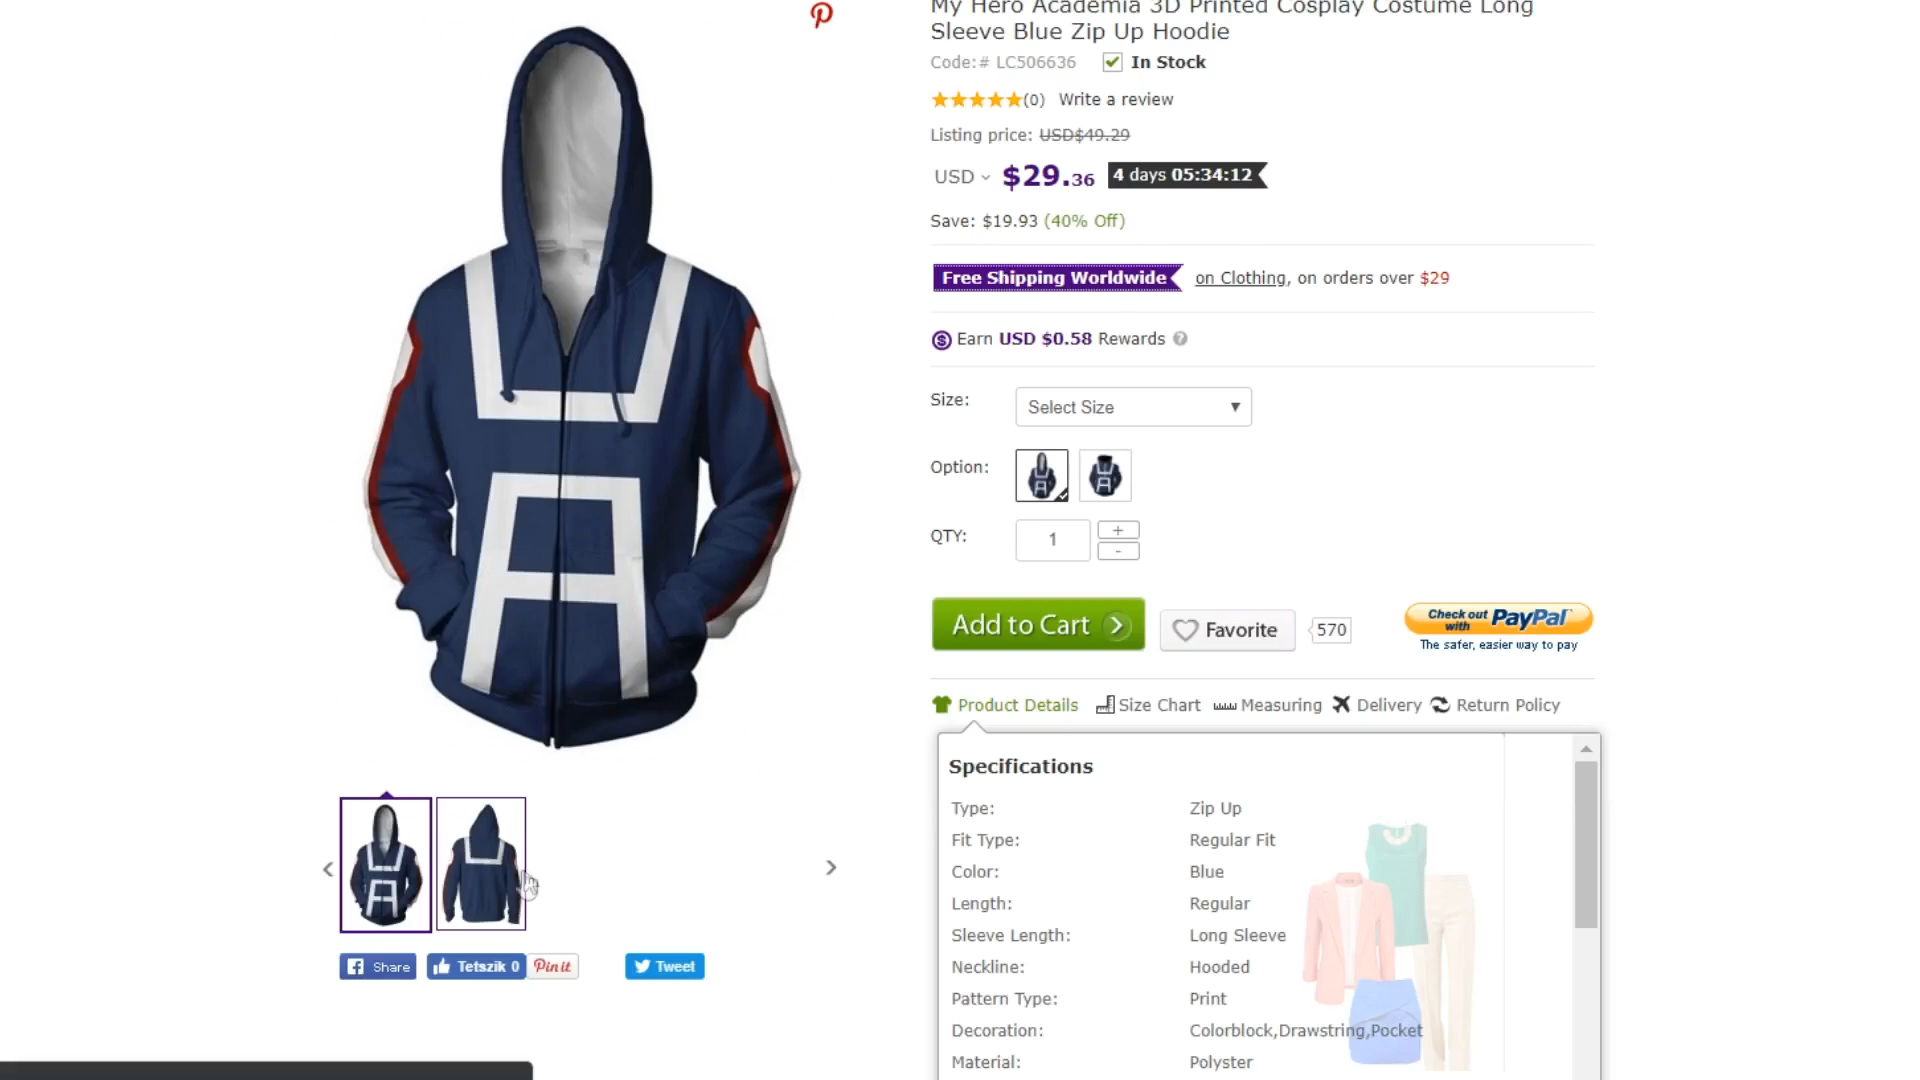 My Hero Academia 3D Printed Cosplay Costume Long
Sleeve Blue Zip Up Hoodie
Code:# LC506636 In Stock
(0) Write a review
Listing price: USD$49.29
USD $29.36 4 days 05:34:12
Save: $19.93 (40% Off)
Free Shipping Worldwide on Clothing, on orders over $29
Earn USD $0.58 Rewards ?
Size: Select Size
Option:
QTY: 1 + -
Add to Cart Favorite 570 Check out with PayPal
The safer, easier way to pay
Product Details Size Chart Measuring Delivery Return Policy
Specifications
Type: Zip Up
Fit Type: Regular Fit
Color: Blue
Length: Regular
Sleeve Length: Long Sleeve
Neckline: Hooded
Pattern Type: Print
Decoration: Colorblock,Drawstring,Pocket
Material: Polyster
Share Tetszik 0 Pin it Tweet